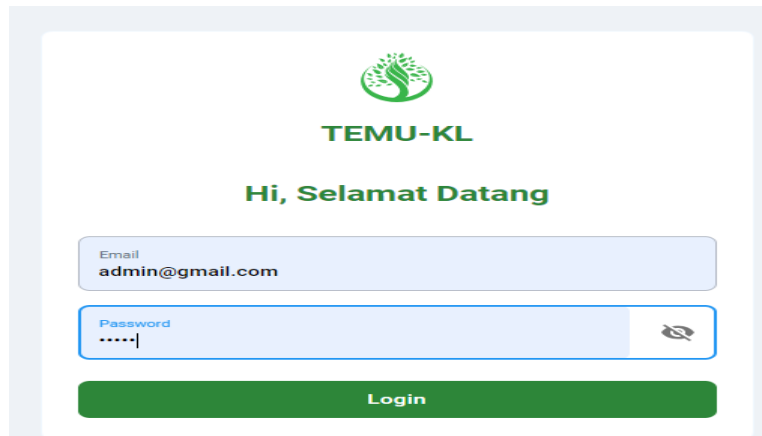 TEMU-KL
Hi, Selamat Datang
Email
admin@gmail.com
Password
•••••
Login